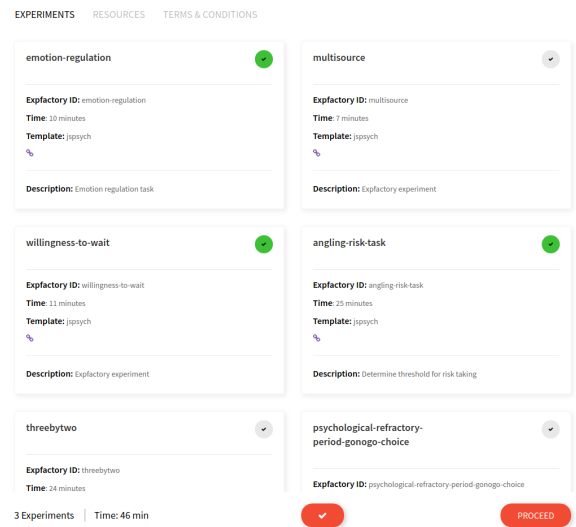 EXPERIMENTS RESOURCES TERMS & CONDITIONS
emotion-regulation
Expfactory ID: emotion-regulation
Time: 10 minutes
Template: jspsych
Description: Emotion regulation task
multisource
Expfactory ID: multisource
Time: 7 minutes
Template: jspsych
Description: Expfactory experiment
willingness-to-wait
Expfactory ID: willingness-to-wait
Time: 11 minutes
Template: jspsych
Description: Expfactory experiment
angling-risk-task
Expfactory ID: angling-risk-task
Time: 25 minutes
Template: jspsych
Description: Determine threshold for risk taking
threebytwo
Expfactory ID: threebytwo
Time: 24 minutes
psychological-refractory-
period-gonogo-choice
Expfactory ID: psychological-refractory-period-gonogo-choice
3 Experiments Time: 46 min PROCEED